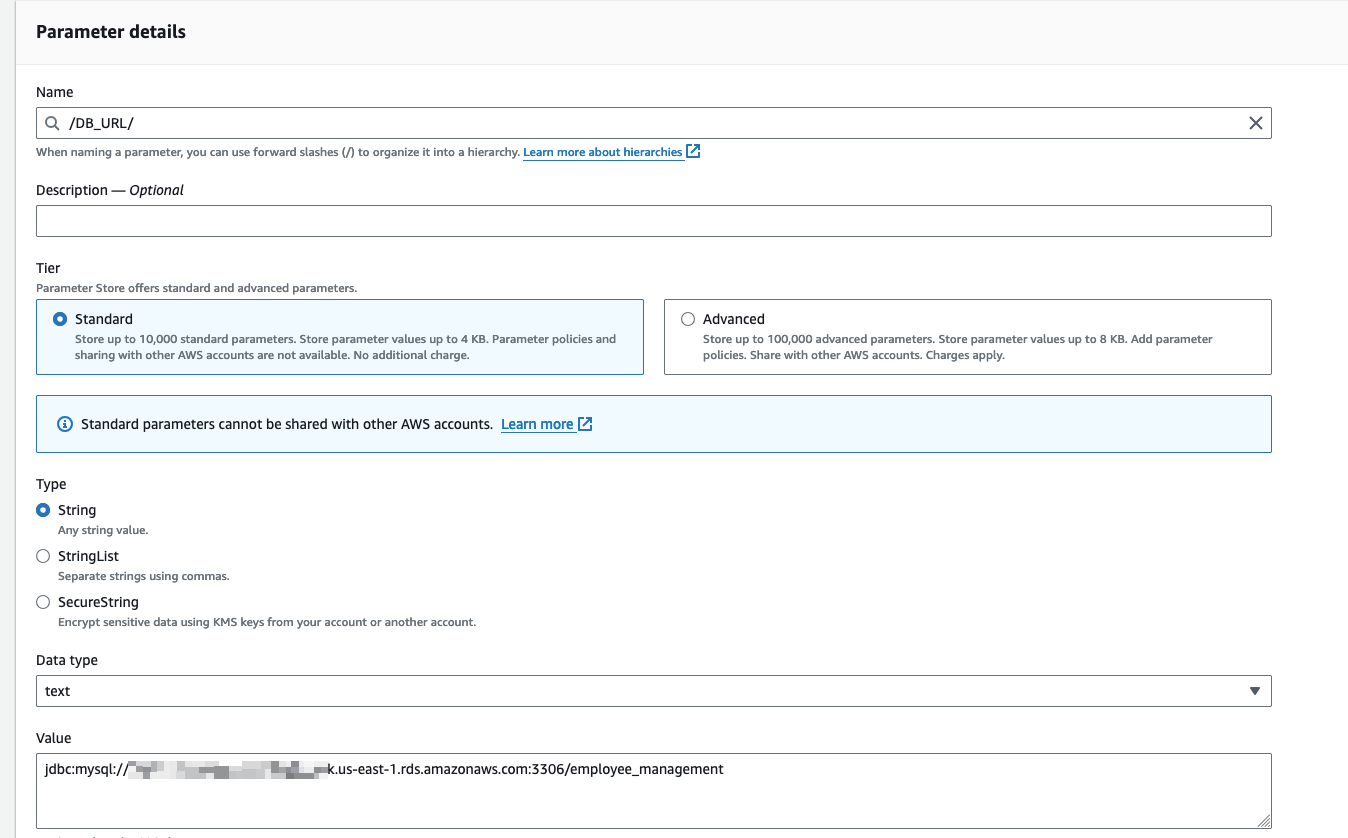 Parameter details
Name
/DB_URL/
When naming a parameter, you can use forward slashes (/) to organize it into a hierarchy. Learn more about hierarchies
Description — Optional
Tier
Parameter Store offers standard and advanced parameters.
Standard
Store up to 10,000 standard parameters. Store parameter values up to 4 KB. Parameter policies and
sharing with other AWS accounts are not available. No additional charge.
Advanced
Store up to 100,000 advanced parameters. Store parameter values up to 8 KB. Add parameter
policies. Share with other AWS accounts. Charges apply.
Standard parameters cannot be shared with other AWS accounts. Learn more
Type
String
Any string value.
StringList
Separate strings using commas.
SecureString
Encrypt sensitive data using KMS keys from your account or another account.
Data type
text
Value
jdbc:mysql:// k.us-east-1.rds.amazonaws.com:3306/employee_management